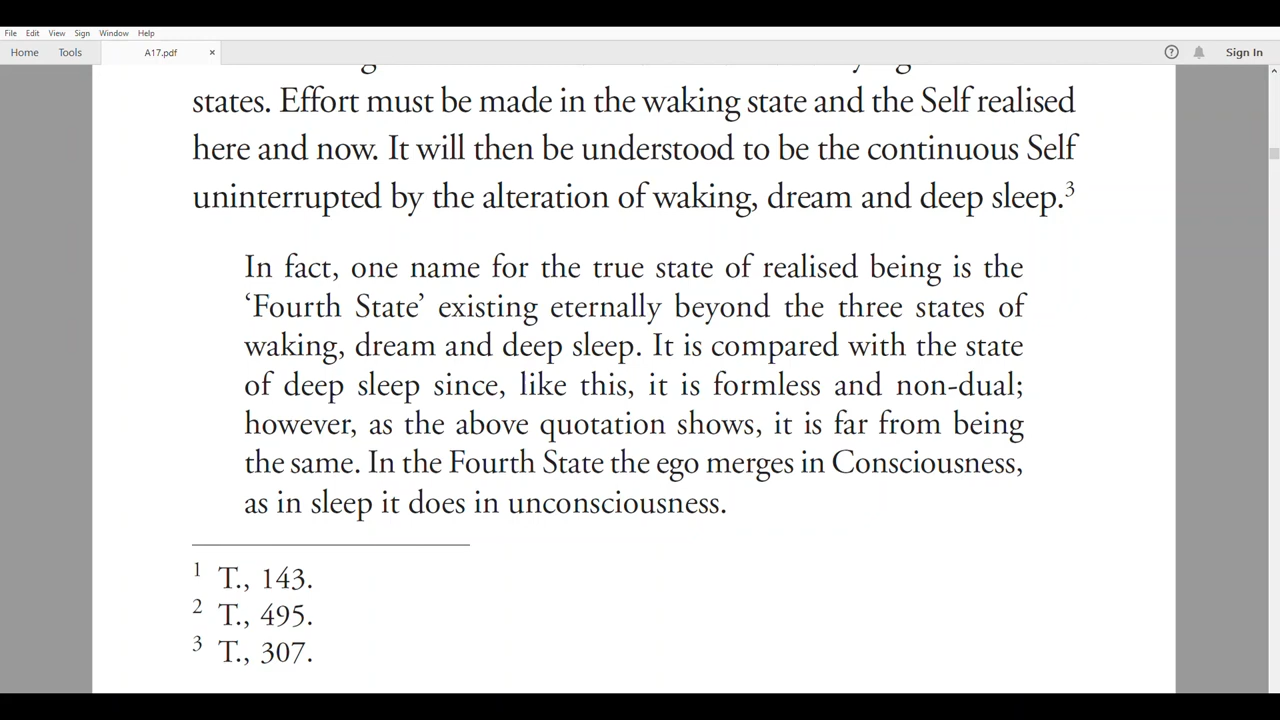 File Edit View Sign Window Help
Home Tools A17.pdf × Sign In
states. Effort must be made in the waking state and the Self realised
here and now. It will then be understood to be the continuous Self
uninterrupted by the alteration of waking, dream and deep sleep.³
In fact, one name for the true state of realised being is the
‘Fourth State’ existing eternally beyond the three states of
waking, dream and deep sleep. It is compared with the state
of deep sleep since, like this, it is formless and non-dual;
however, as the above quotation shows, it is far from being
the same. In the Fourth State the ego merges in Consciousness,
as in sleep it does in unconsciousness.
¹ T., 143.
² T., 495.
³ T., 307.